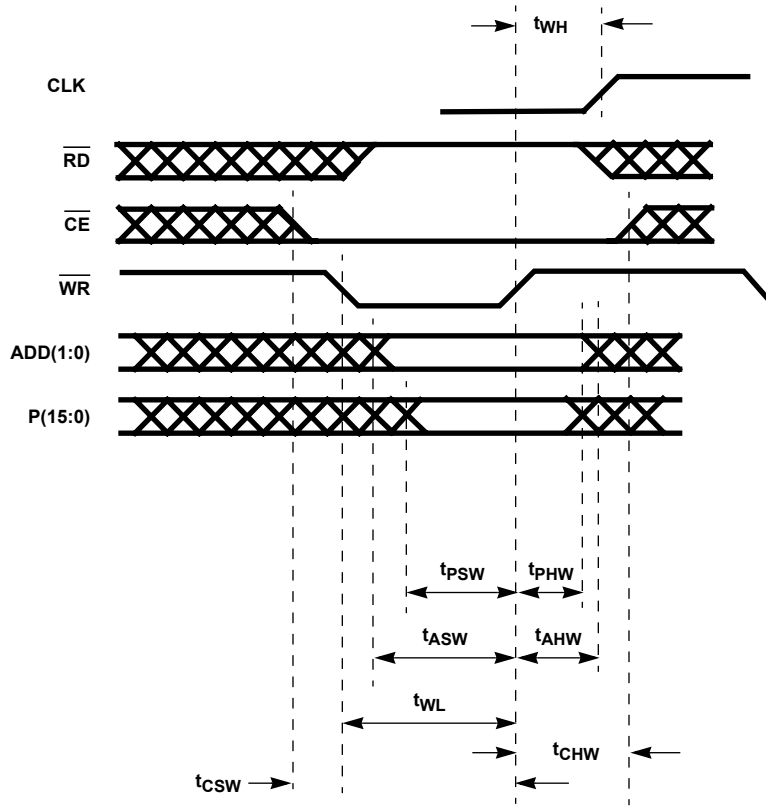 tWH
CLK
RD
CE
WR
ADD(1:0)
P(15:0)
tPSW tPHW
tASW tAHW
tWL
tCHW
tCSW